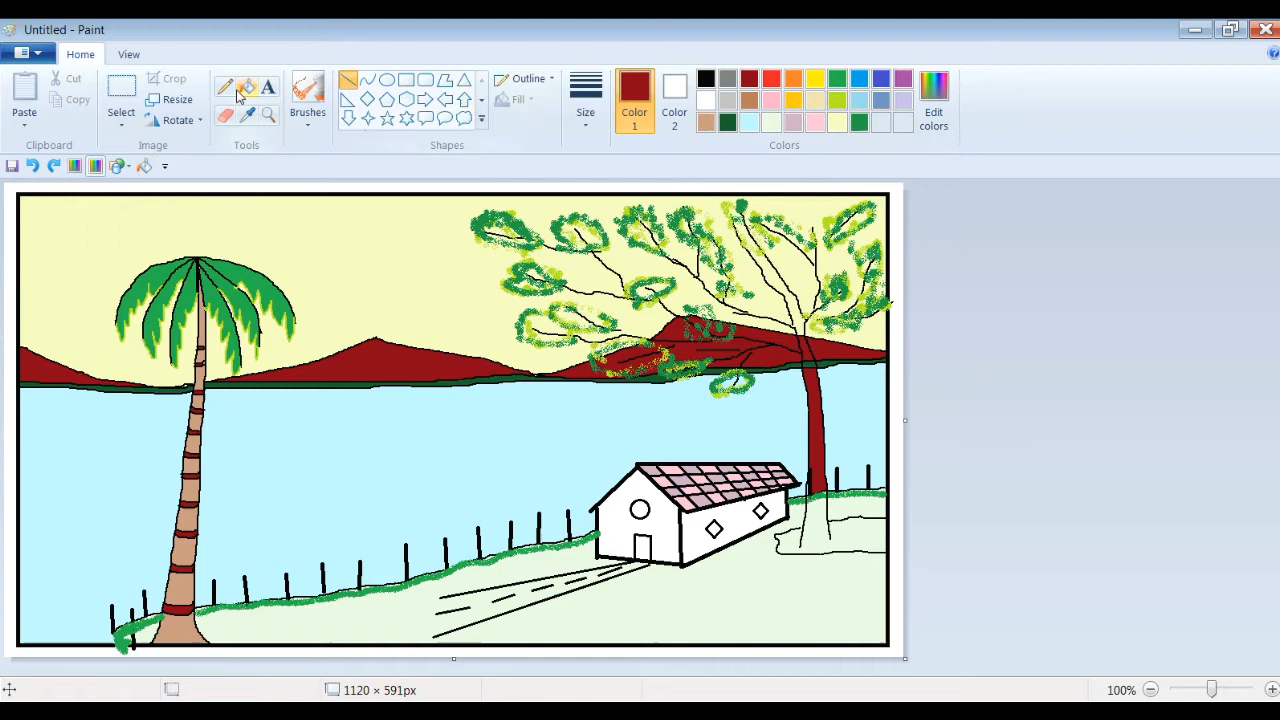 Untitled - Paint
Home View
Cut
Copy
Paste
Clipboard
Crop
Resize
Rotate
Select
Image
A
Tools
Brushes
Outline
Fill
Shapes
Size
Color 1
Color 2
Edit colors
Colors
1120 × 591px
100%